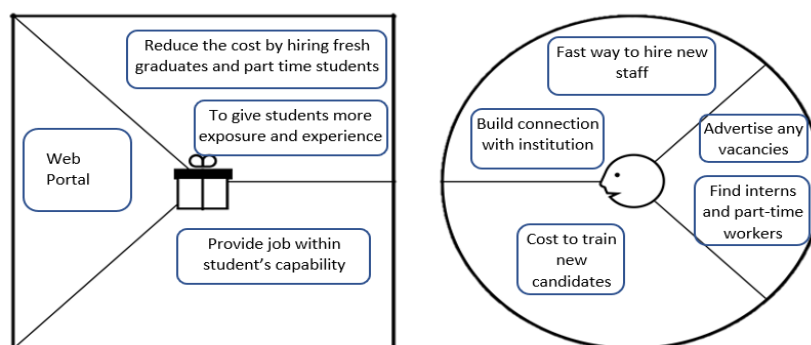 Reduce the cost by hiring fresh
graduates and part time students
To give students more
exposure and experience
Web
Portal
Provide job within
student's capability
Fast way to hire new
staff
Build connection
with institution
Advertise any
vacancies
Find interns
and part-time
workers
Cost to train
new
candidates